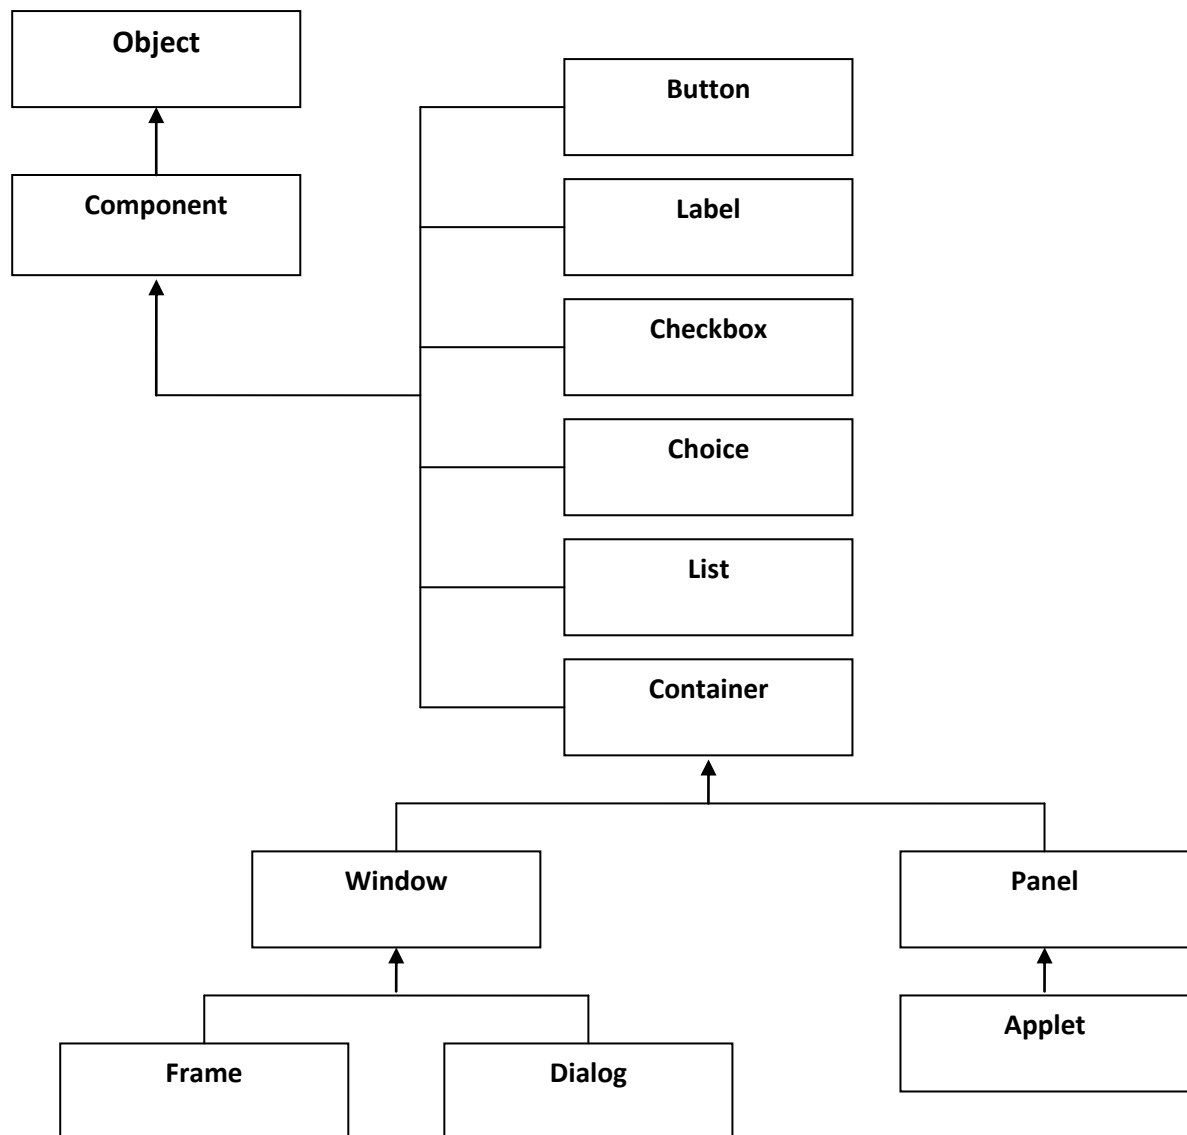 Object
Component
Button
Label
Checkbox
Choice
List
Container
Window
Panel
Frame
Dialog
Applet